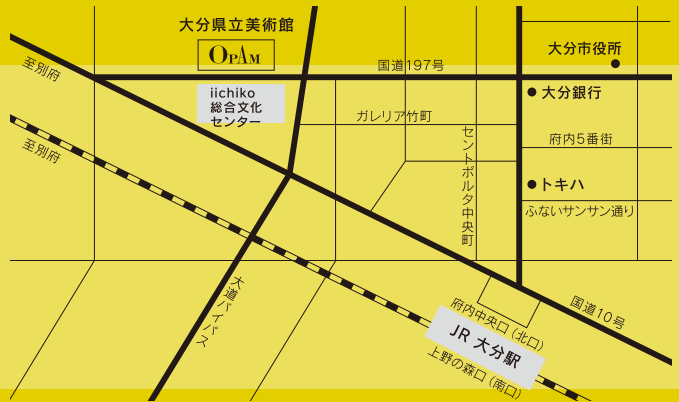 大分県立美術館
OPAM
至別府
国道197号
大分市役所
iichiko
総合文化
センター
大分銀行
ガレリア竹町
セントポルタ中央町
府内5番街
至別府
トキハ
ふないサンサン通り
大道バイパス
国道10号
府内中央口(北口)
JR 大分駅
上野の森口(南口)